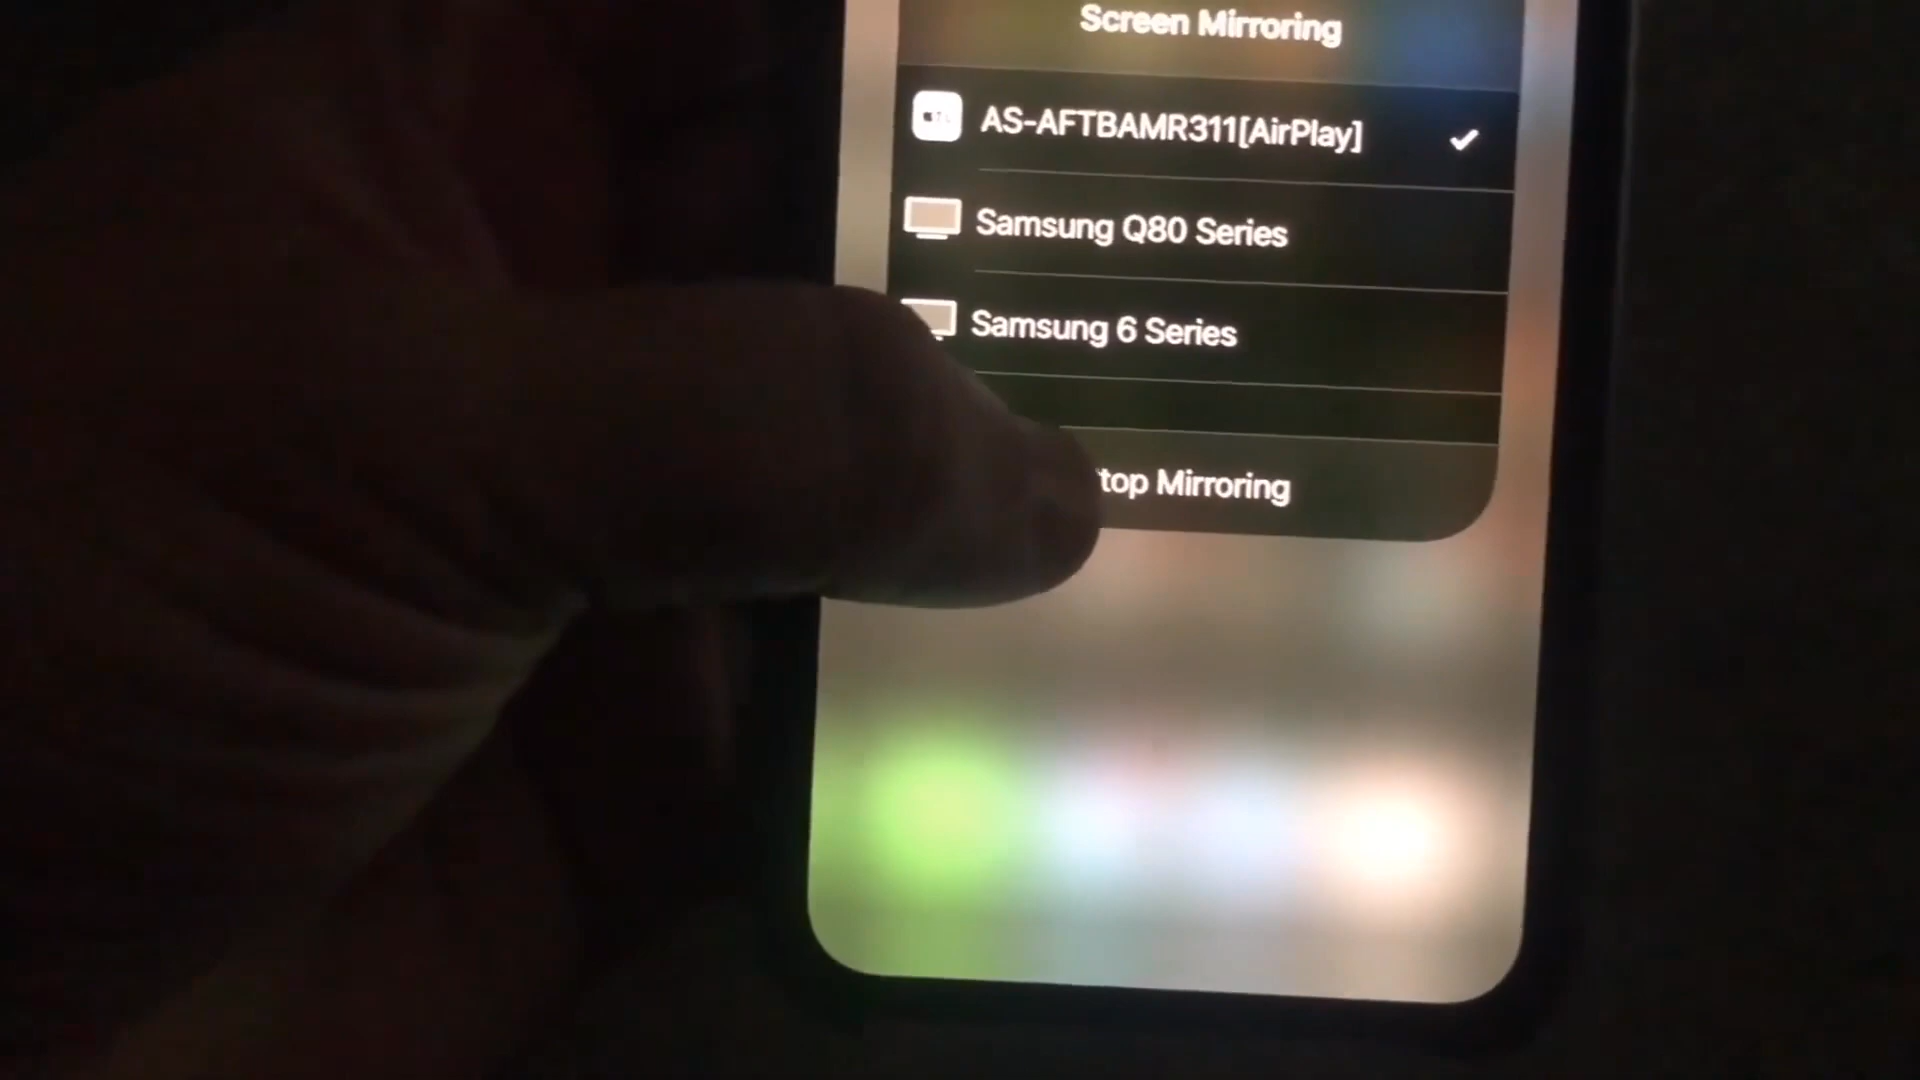 Screen Mirroring
AS-AFTBAMR311[AirPlay]
Samsung Q80 Series
Samsung 6 Series
top Mirroring